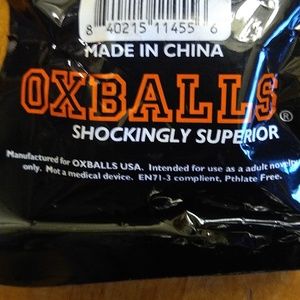 8 40215 11455 6
MADE IN CHINA
OXBALLS®
SHOCKINGLY SUPERIOR
Manufactured for OXBALLS USA. Intended for use as a adult novelty
only. Not a medical device. EN71-3 complient, Pthlate Free.